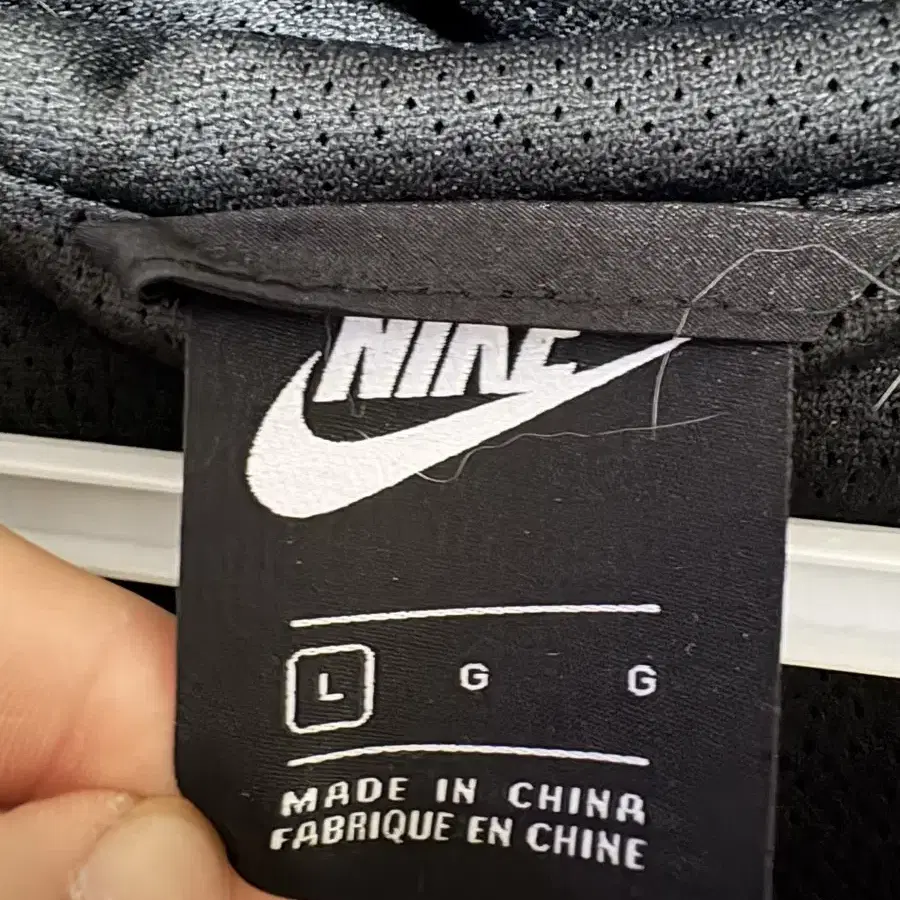 NIKE
L G G
MADE IN CHINA
FABRIQUE EN CHINE